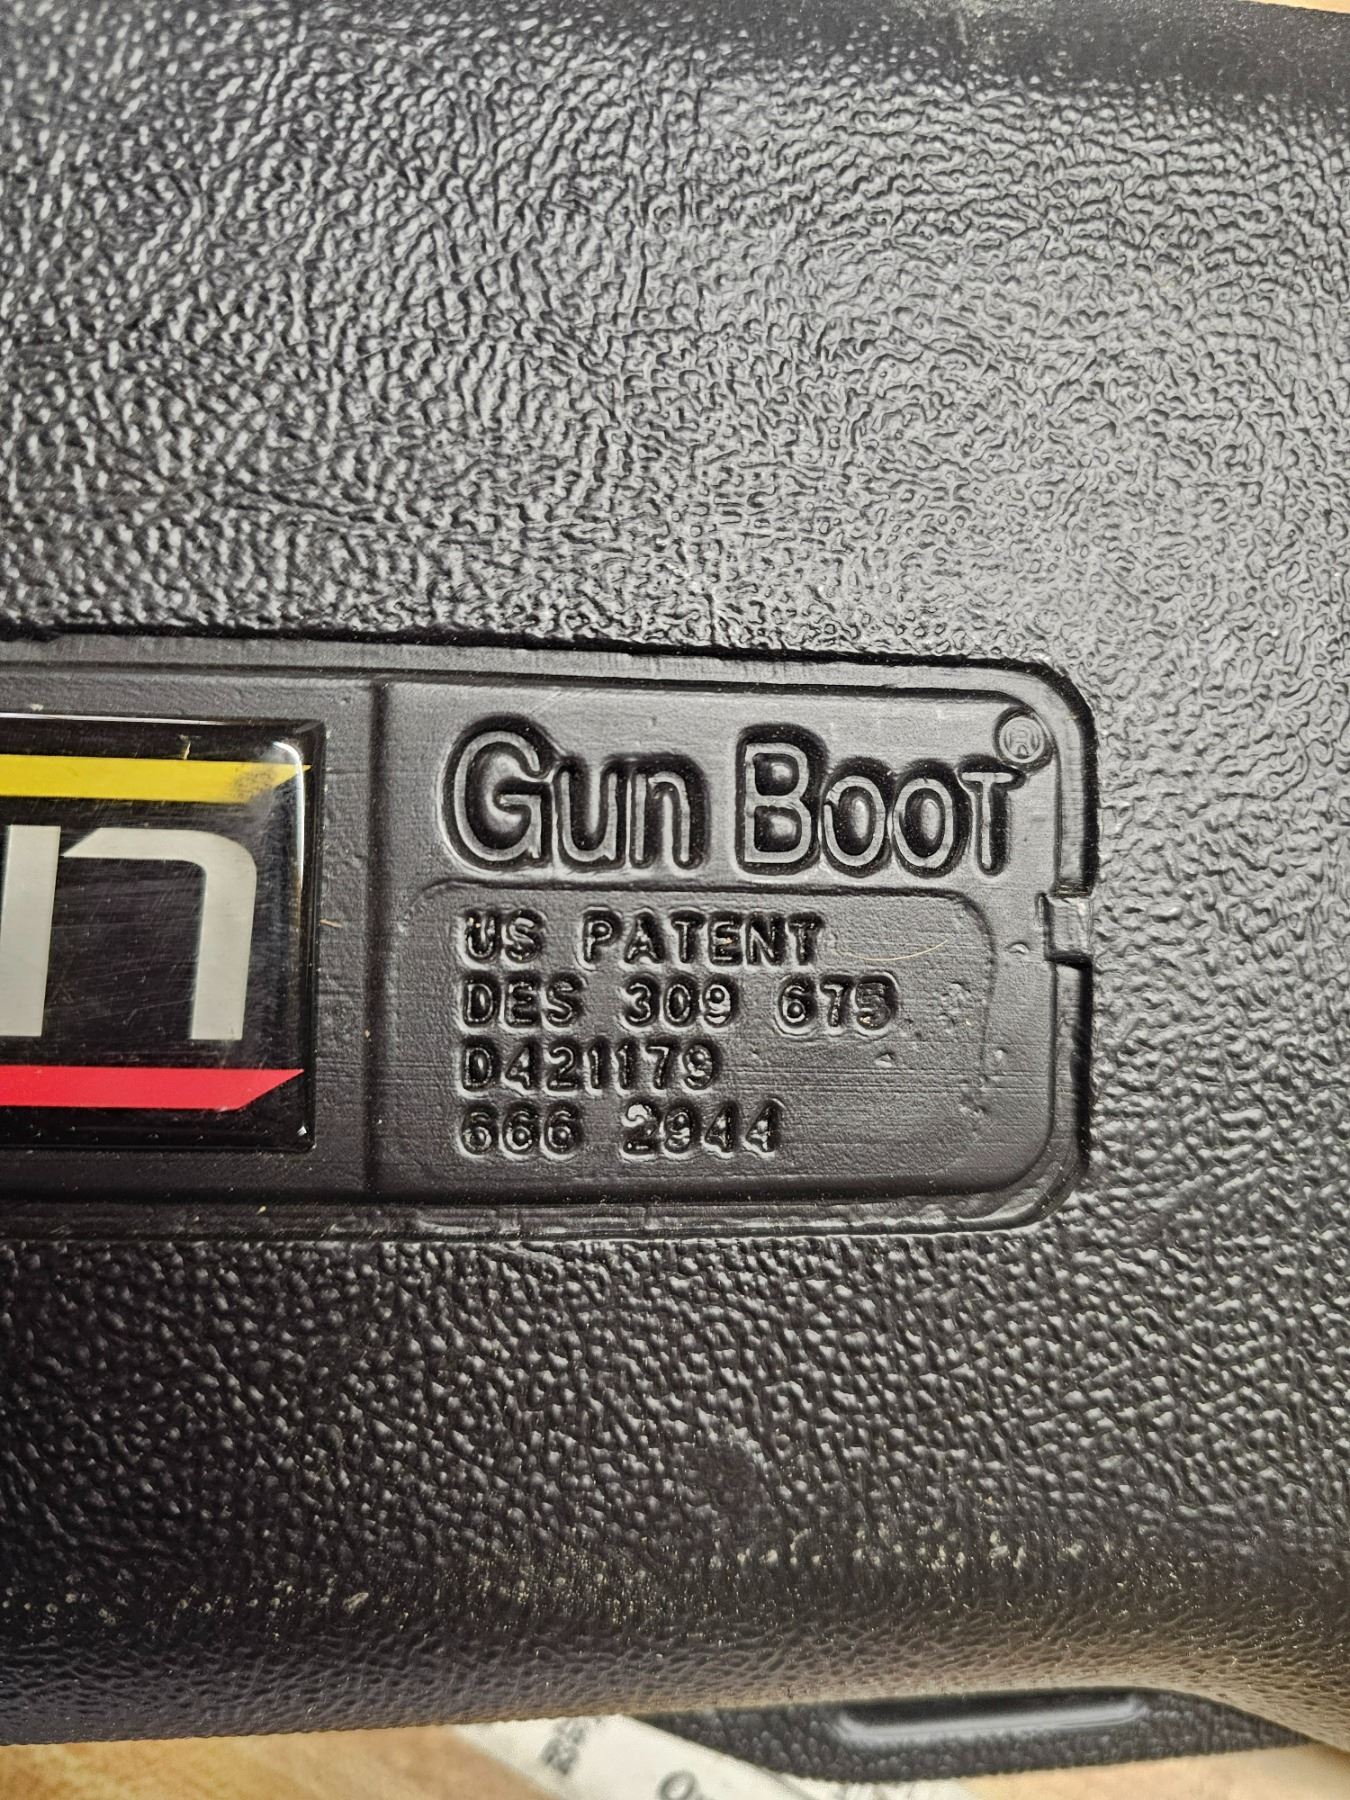 Gun Boot®
US PATENT
DES 309 675
D421179
666 2944